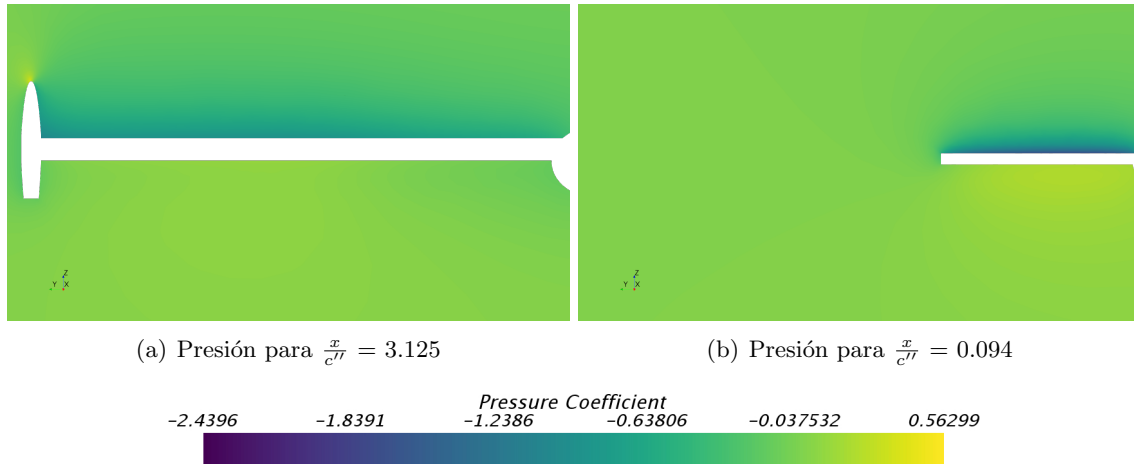 Z
Y X
Z
Y X
(a) Presión para x/c'' = 3.125
(b) Presión para x/c'' = 0.094
Pressure Coefficient
-2.4396 -1.8391 -1.2386 -0.63806 -0.037532 0.56299